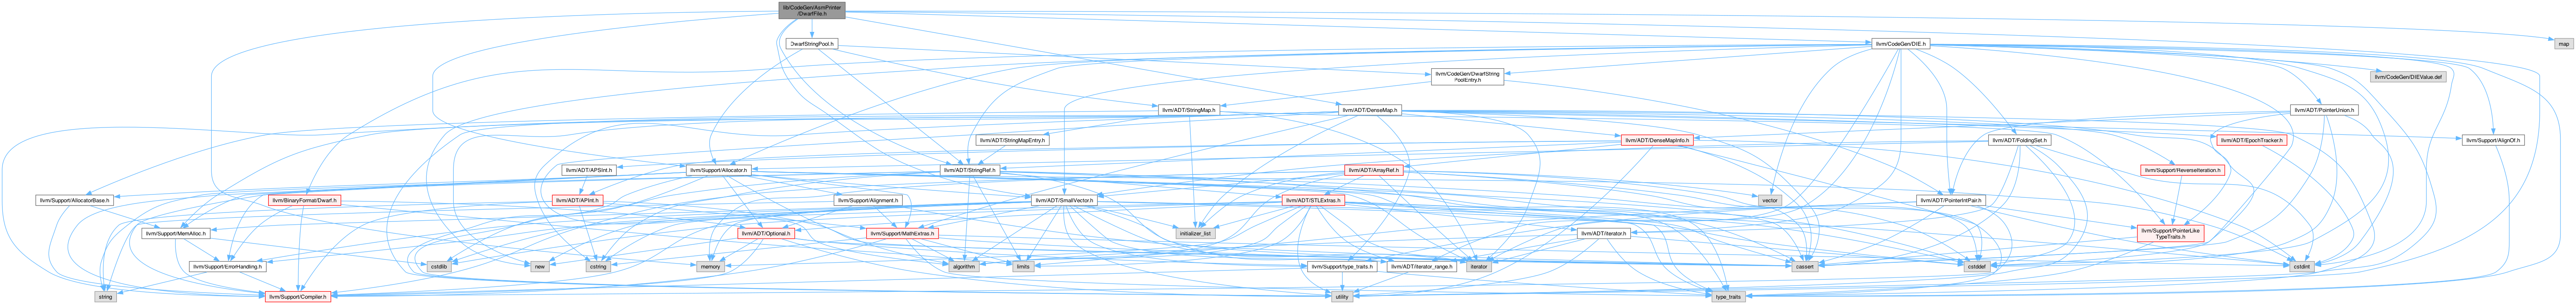 lib/CodeGen/AsmPrinter
/DwarfFile.h
DwarfStringPool.h
llvm/CodeGen/DIE.h
map
llvm/CodeGen/DwarfString
PoolEntry.h
llvm/CodeGen/DIEValue.def
llvm/ADT/StringMap.h
llvm/ADT/DenseMap.h
llvm/ADT/PointerUnion.h
llvm/ADT/StringMapEntry.h
llvm/ADT/DenseMapInfo.h
llvm/ADT/FoldingSet.h
llvm/ADT/EpochTracker.h
llvm/Support/AlignOf.h
llvm/ADT/APSInt.h
llvm/Support/Allocator.h
llvm/ADT/StringRef.h
llvm/ADT/ArrayRef.h
llvm/Support/ReverseIteration.h
llvm/Support/AllocatorBase.h
llvm/BinaryFormat/Dwarf.h
llvm/ADT/APInt.h
llvm/Support/Alignment.h
llvm/ADT/SmallVector.h
llvm/ADT/STLExtras.h
vector
llvm/ADT/PointerIntPair.h
llvm/Support/MemAlloc.h
llvm/ADT/Optional.h
llvm/Support/MathExtras.h
initializer_list
llvm/ADT/iterator.h
llvm/Support/PointerLike
TypeTraits.h
llvm/Support/ErrorHandling.h
cstdlib
new
cstring
memory
algorithm
limits
llvm/Support/type_traits.h
llvm/ADT/iterator_range.h
iterator
cassert
cstddef
cstdint
string
llvm/Support/Compiler.h
utility
type_traits